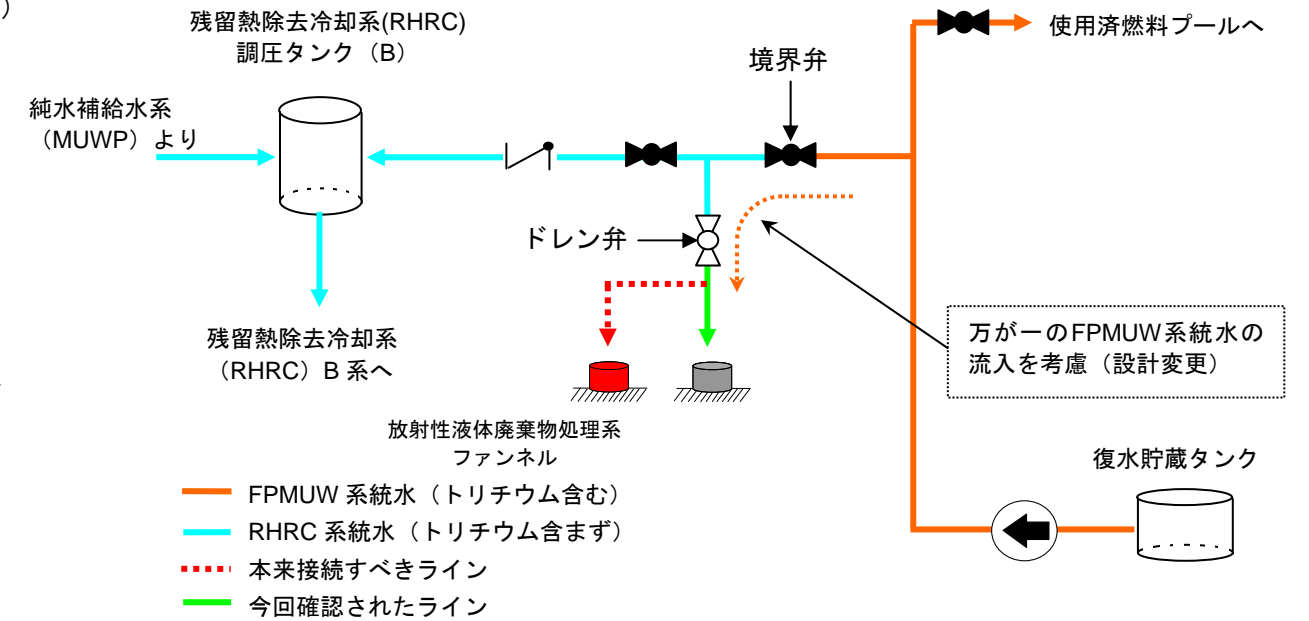 )
残留熱除去冷却系(RHRC)
調圧タンク（B）
使用済燃料プールへ
境界弁
純水補給水系
（MUWP）より
ドレン弁
残留熱除去冷却系
（RHRC）B 系へ
万が一のFPMUW系統水の
流入を考慮（設計変更）
放射性液体廃棄物処理系
ファンネル
復水貯蔵タンク
FPMUW 系統水（トリチウム含む）
RHRC 系統水（トリチウム含まず）
本来接続すべきライン
今回確認されたライン